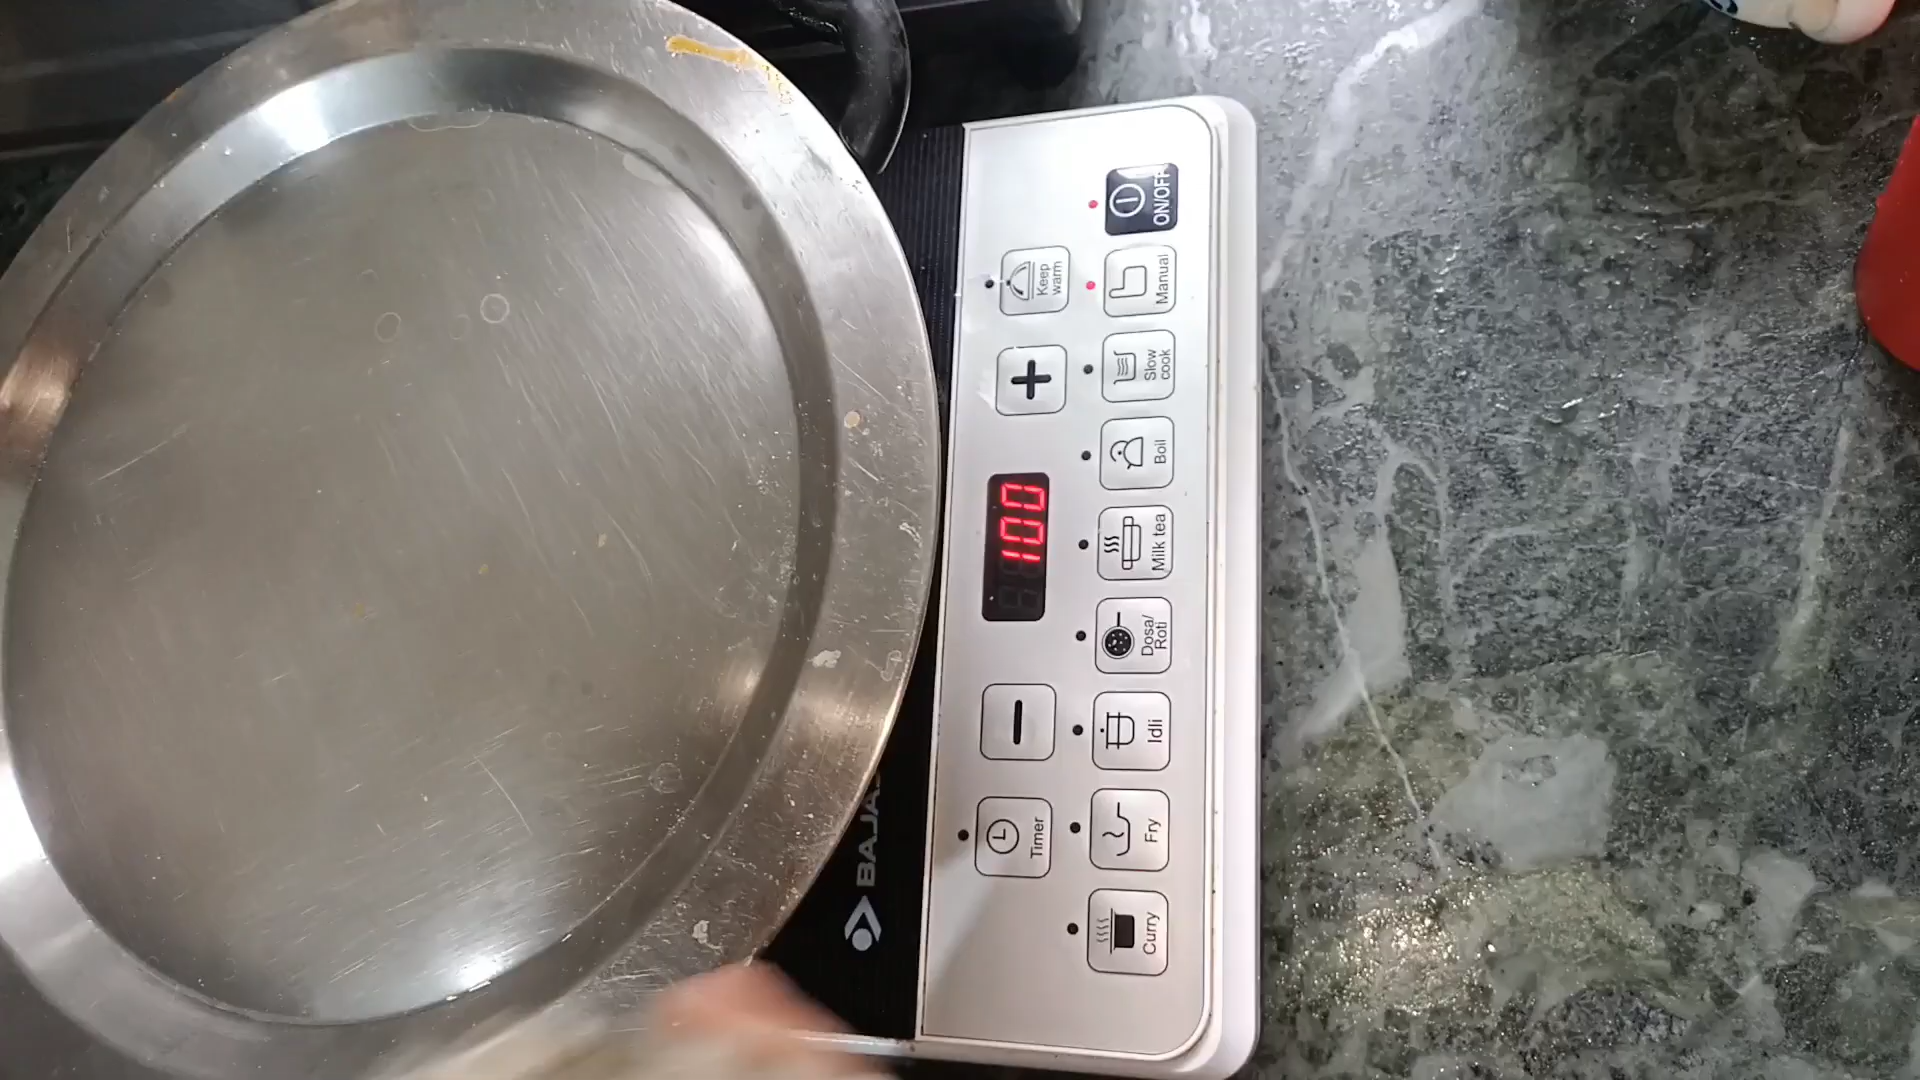 BAJAJ
Timer
−
100
+
Keep
warm
Curry
Fry
Idli
Dosa/
Roti
Milk tea
Boil
Slow
cook
Manual
ON/OFF